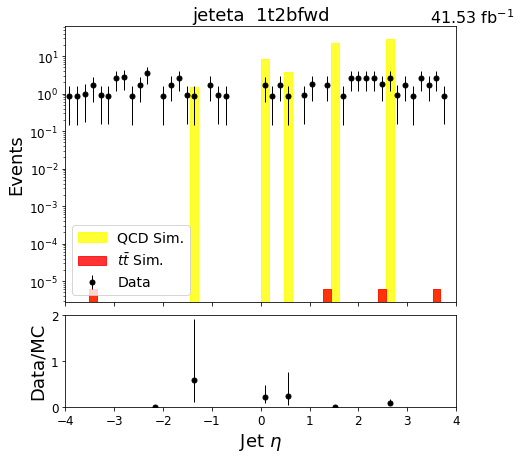 jeteta 1t2bfwd
41.53 fb⁻¹
Events
10¹
10⁰
10⁻¹
10⁻²
10⁻³
10⁻⁴
10⁻⁵
QCD Sim.
tt̄ Sim.
Data
Data/MC
2
1
0
−4 −3 −2 −1 0 1 2 3 4
Jet η